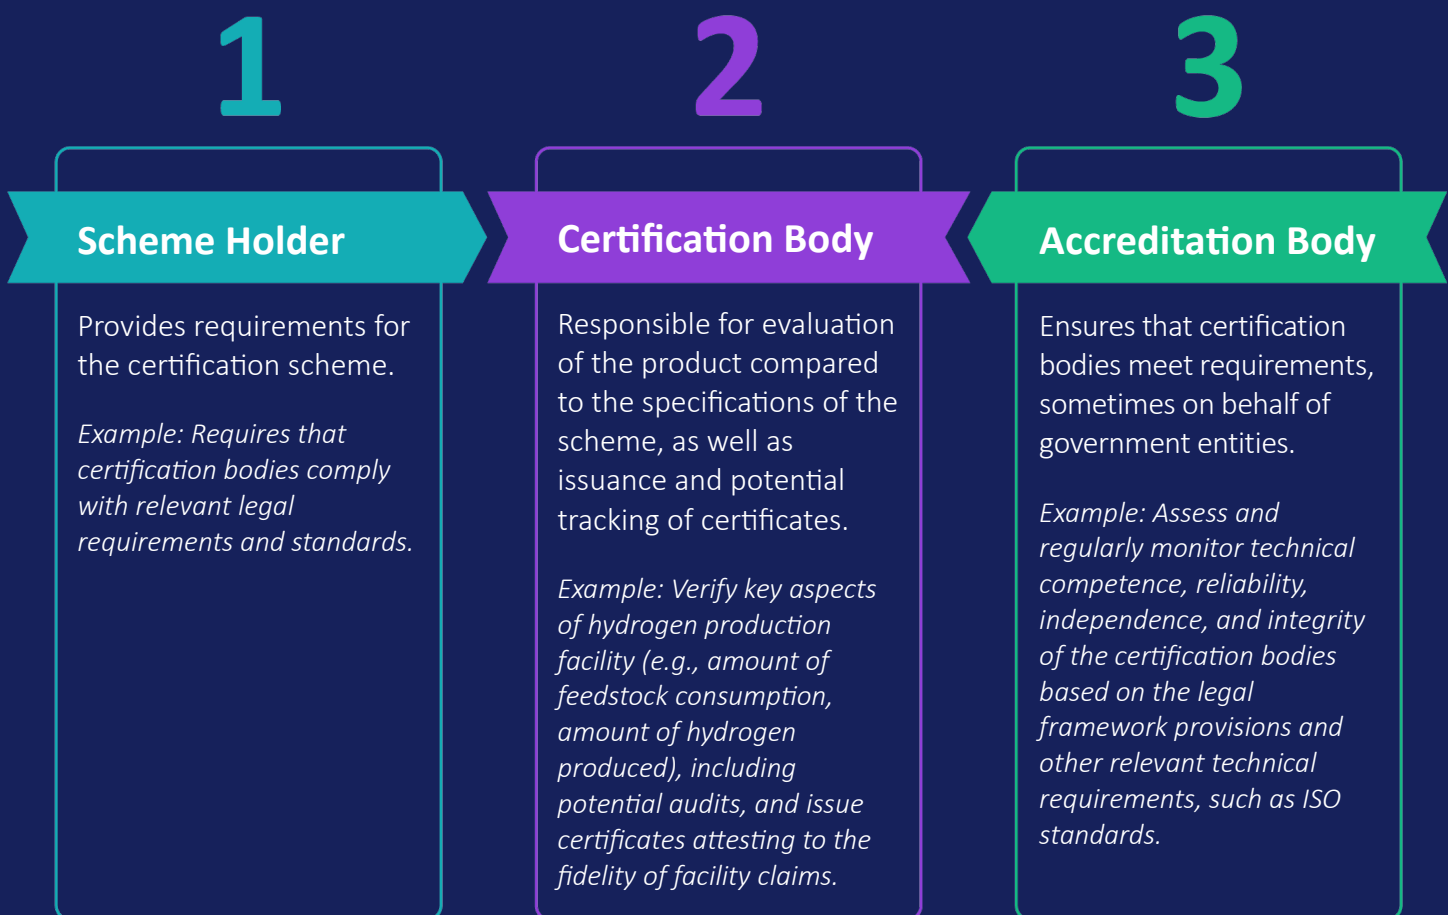 1
Scheme Holder
Provides requirements for
the certification scheme.
Example: Requires that
certification bodies comply
with relevant legal
requirements and standards.
2
Certification Body
Responsible for evaluation
of the product compared
to the specifications of the
scheme, as well as
issuance and potential
tracking of certificates.
Example: Verify key aspects
of hydrogen production
facility (e.g., amount of
feedstock consumption,
amount of hydrogen
produced), including
potential audits, and issue
certificates attesting to the
fidelity of facility claims.
3
Accreditation Body
Ensures that certification
bodies meet requirements,
sometimes on behalf of
government entities.
Example: Assess and
regularly monitor technical
competence, reliability,
independence, and integrity
of the certification bodies
based on the legal
framework provisions and
other relevant technical
requirements, such as ISO
standards.